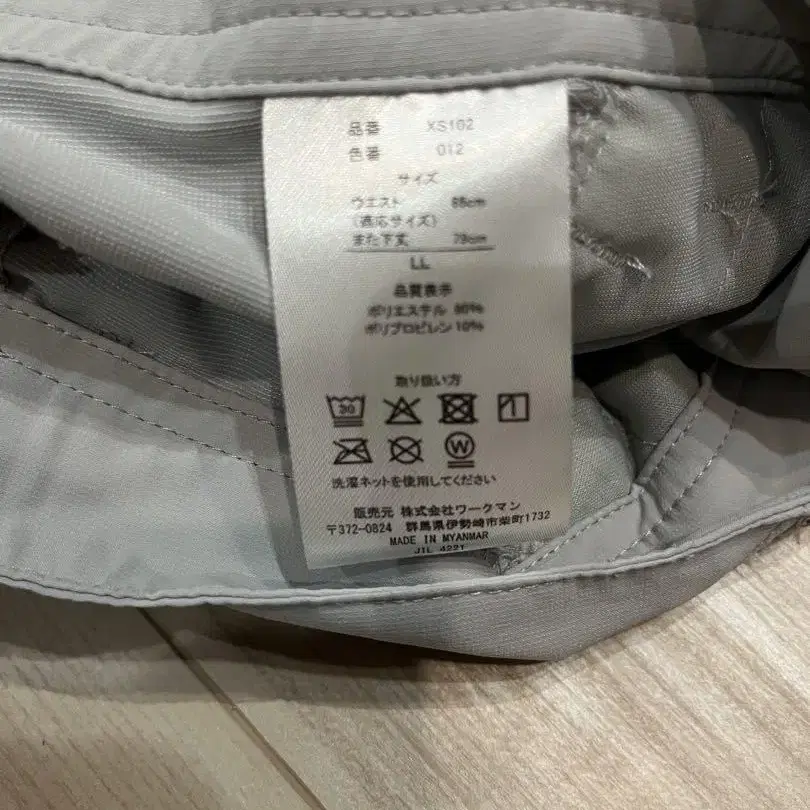 品番 XS102
色番 012
サイズ
ウエスト 88cm
(適応サイズ)
また下丈 78cm
LL
品質表示
ポリエステル 90%
ポリプロピレン 10%
取り扱い方
30
W
洗濯ネットを使用してください
販売元 株式会社ワークマン
〒372-0824 群馬県伊勢崎市柴町1732
MADE IN MYANMAR
JIL 4221